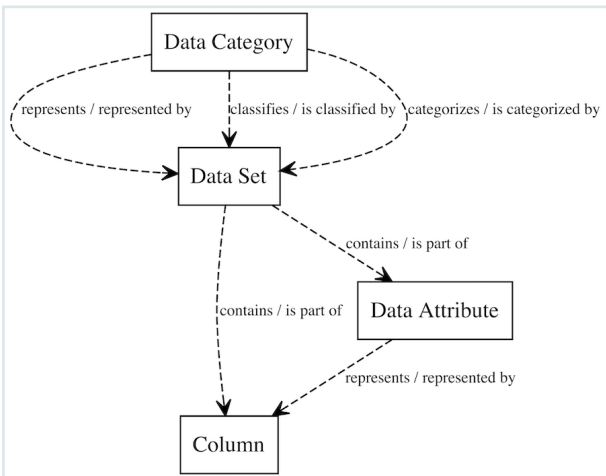 Data Category
represents / represented by
classifies / is classified by
categorizes / is categorized by
Data Set
contains / is part of
contains / is part of
Data Attribute
represents / represented by
Column